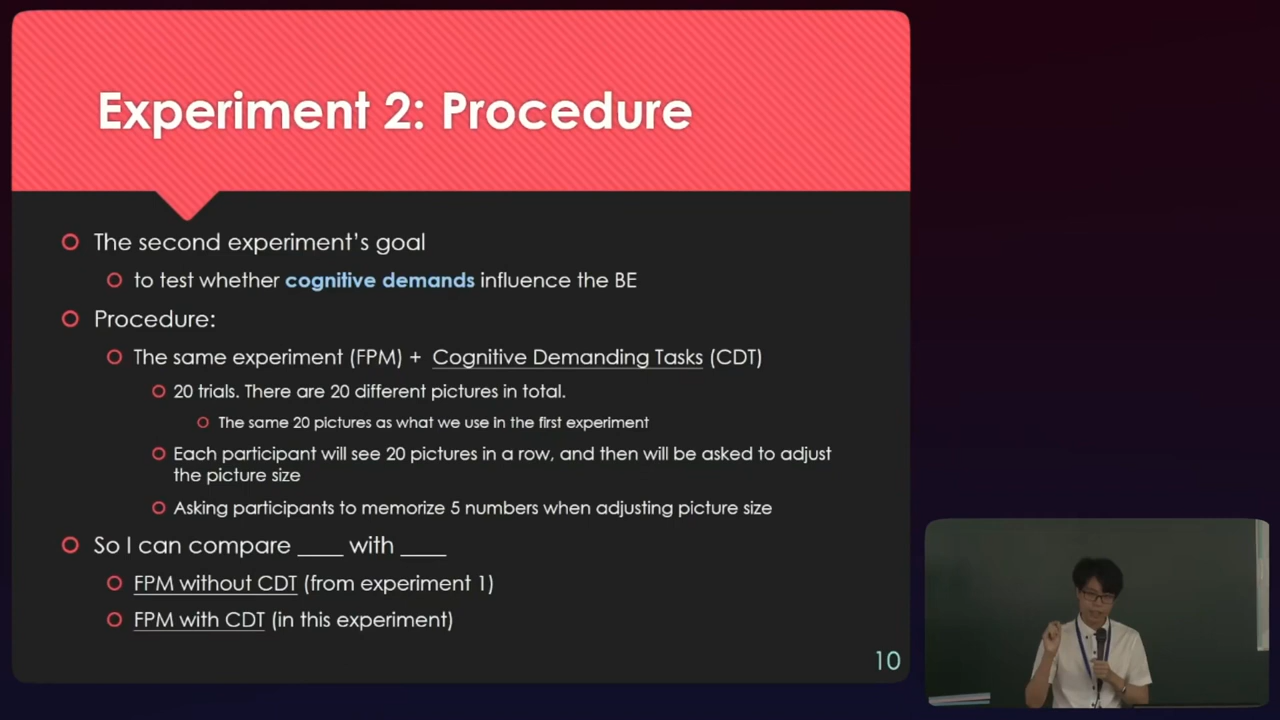 Experiment 2: Procedure
The second experiment's goal
to test whether cognitive demands influence the BE
Procedure:
The same experiment (FPM) + Cognitive Demanding Tasks (CDT)
20 trials. There are 20 different pictures in total.
The same 20 pictures as what we use in the first experiment
Each participant will see 20 pictures in a row, and then will be asked to adjust
the picture size
Asking participants to memorize 5 numbers when adjusting picture size
So I can compare ____ with ____
FPM without CDT (from experiment 1)
FPM with CDT (in this experiment)
10